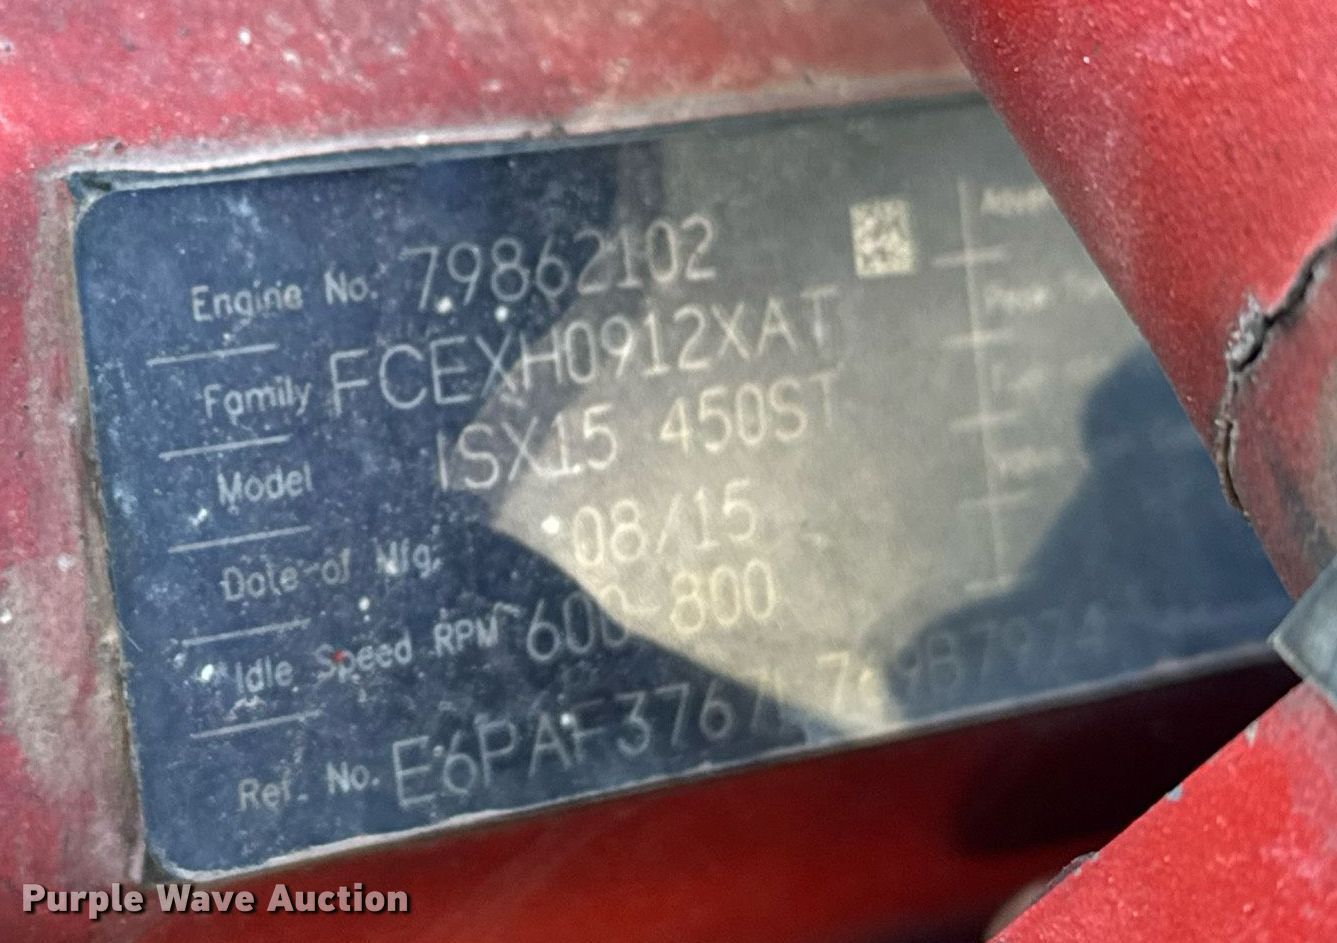 Engine No. 79862102
Family FCEXH0912XAT
Model ISX15 450ST
Date of Mfg. 08/15
Idle Speed RPM 600-800
Ref. No. E6PAF3767
Purple Wave Auction